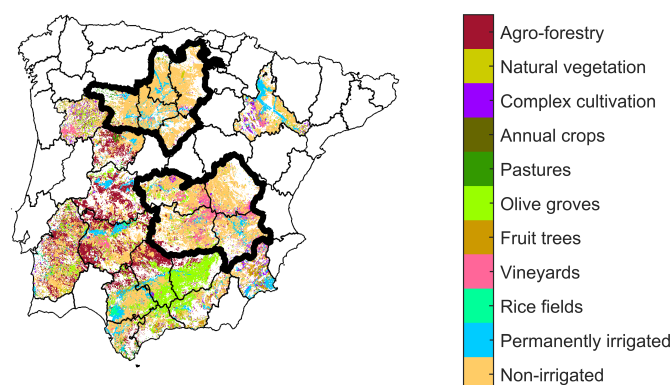 Agro-forestry
Natural vegetation
Complex cultivation
Annual crops
Pastures
Olive groves
Fruit trees
Vineyards
Rice fields
Permanently irrigated
Non-irrigated